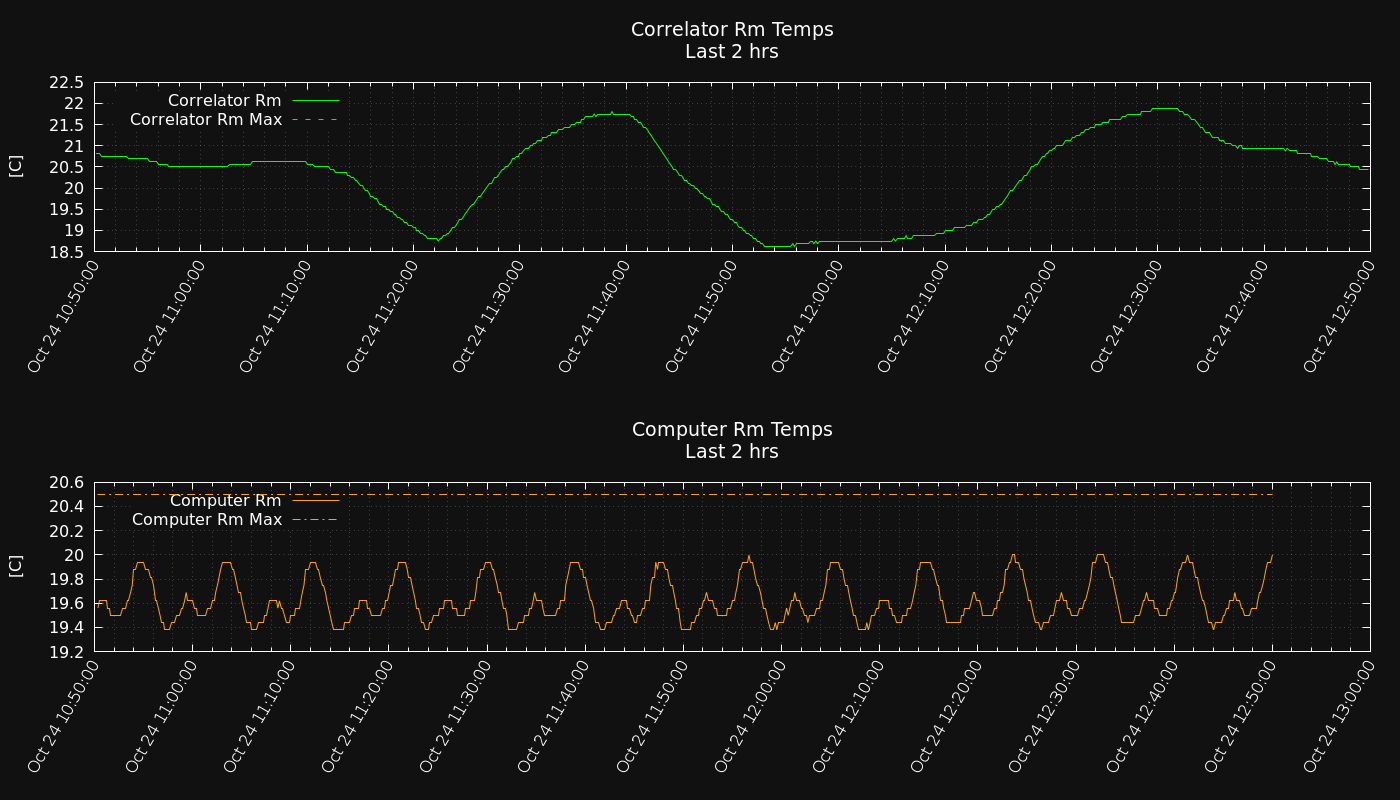 Correlator Rm Temps
Last 2 hrs
22.5
22
21.5
21
20.5
20
19.5
19
18.5
[C]
Correlator Rm
Correlator Rm Max
Oct 24 10:50:00
Oct 24 11:00:00
Oct 24 11:10:00
Oct 24 11:20:00
Oct 24 11:30:00
Oct 24 11:40:00
Oct 24 11:50:00
Oct 24 12:00:00
Oct 24 12:10:00
Oct 24 12:20:00
Oct 24 12:30:00
Oct 24 12:40:00
Oct 24 12:50:00
Computer Rm Temps
Last 2 hrs
20.6
20.4
20.2
20
19.8
19.6
19.4
19.2
[C]
Computer Rm
Computer Rm Max
Oct 24 10:50:00
Oct 24 11:00:00
Oct 24 11:10:00
Oct 24 11:20:00
Oct 24 11:30:00
Oct 24 11:40:00
Oct 24 11:50:00
Oct 24 12:00:00
Oct 24 12:10:00
Oct 24 12:20:00
Oct 24 12:30:00
Oct 24 12:40:00
Oct 24 12:50:00
Oct 24 13:00:00